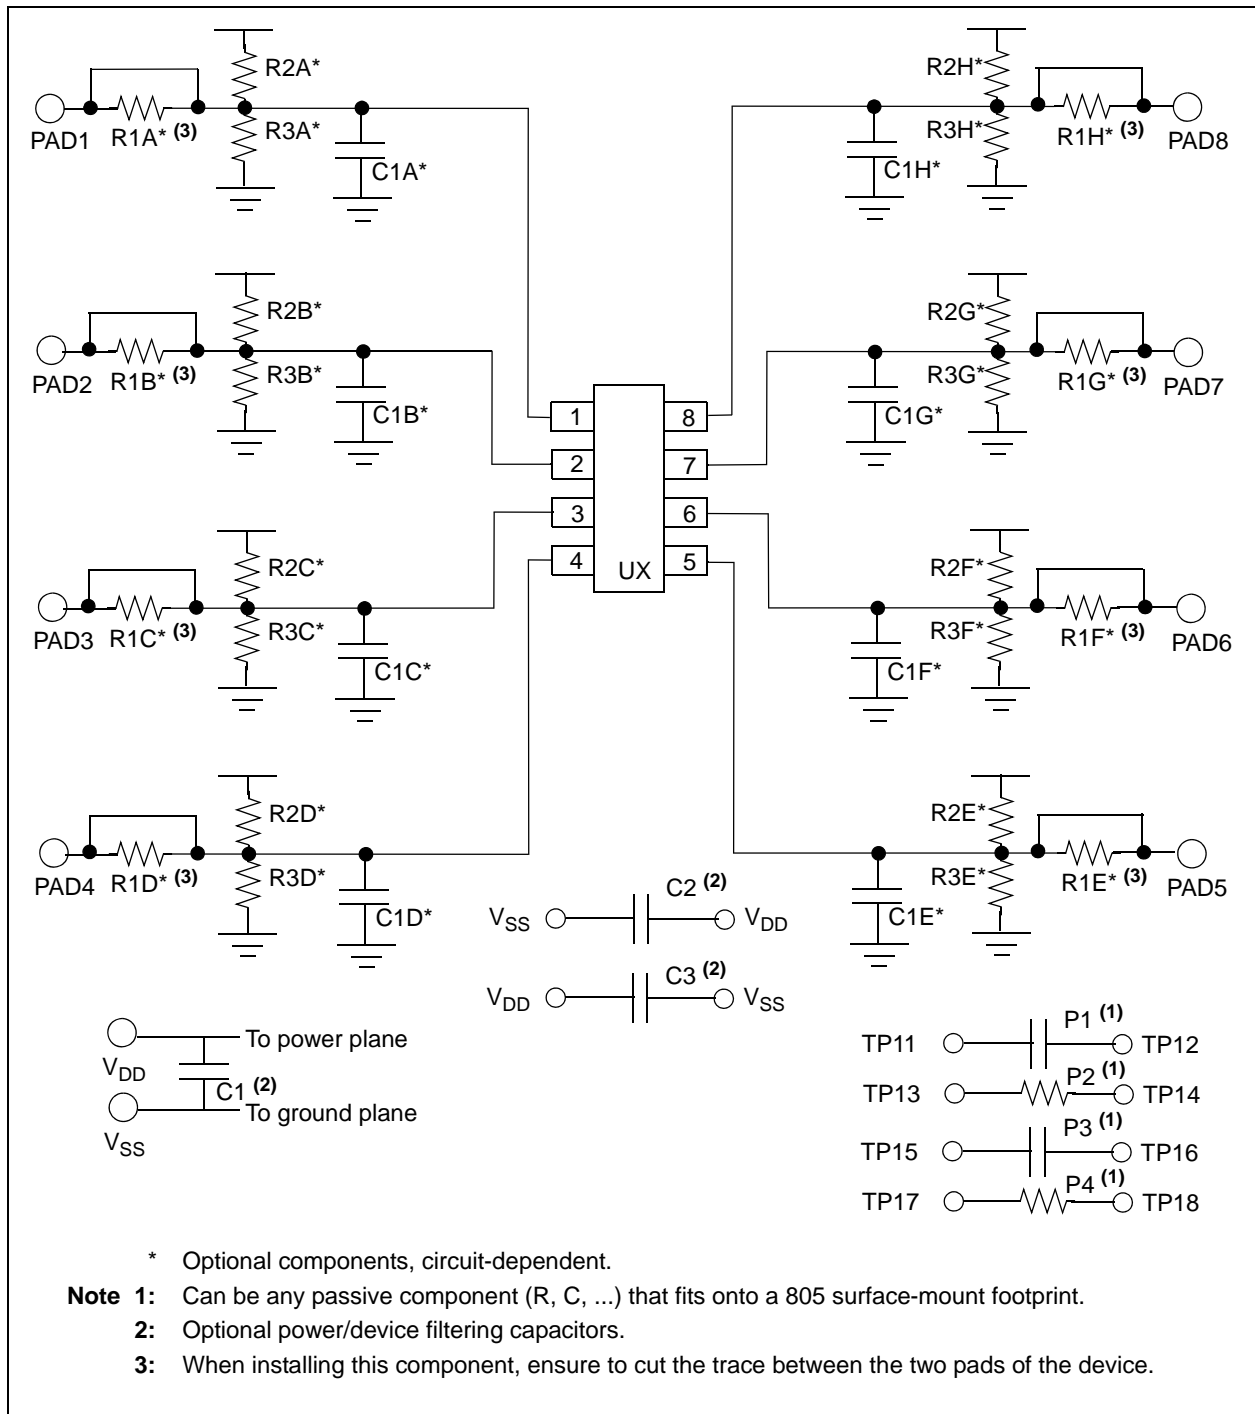 R2A*
R3A*
PAD1
R1A* (3)
C1A*
R2H*
R3H*
R1H* (3)
PAD8
C1H*
R2B*
R3B*
PAD2
R1B* (3)
C1B*
R2G*
R3G*
R1G* (3)
PAD7
C1G*
1
2
3
4
8
7
6
5
UX
R2C*
R3C*
PAD3
R1C* (3)
C1C*
R2F*
R3F*
R1F* (3)
PAD6
C1F*
R2D*
R3D*
PAD4
R1D* (3)
C1D*
R2E*
R3E*
R1E* (3)
PAD5
C1E*
C2 (2)
VSS
VDD
C3 (2)
VDD
VSS
To power plane
VDD
C1 (2)
To ground plane
VSS
P1 (1)
TP11
TP12
P2 (1)
TP13
TP14
P3 (1)
TP15
TP16
P4 (1)
TP17
TP18
* Optional components, circuit-dependent.
Note 1: Can be any passive component (R, C, ...) that fits onto a 805 surface-mount footprint.
2: Optional power/device filtering capacitors.
3: When installing this component, ensure to cut the trace between the two pads of the device.